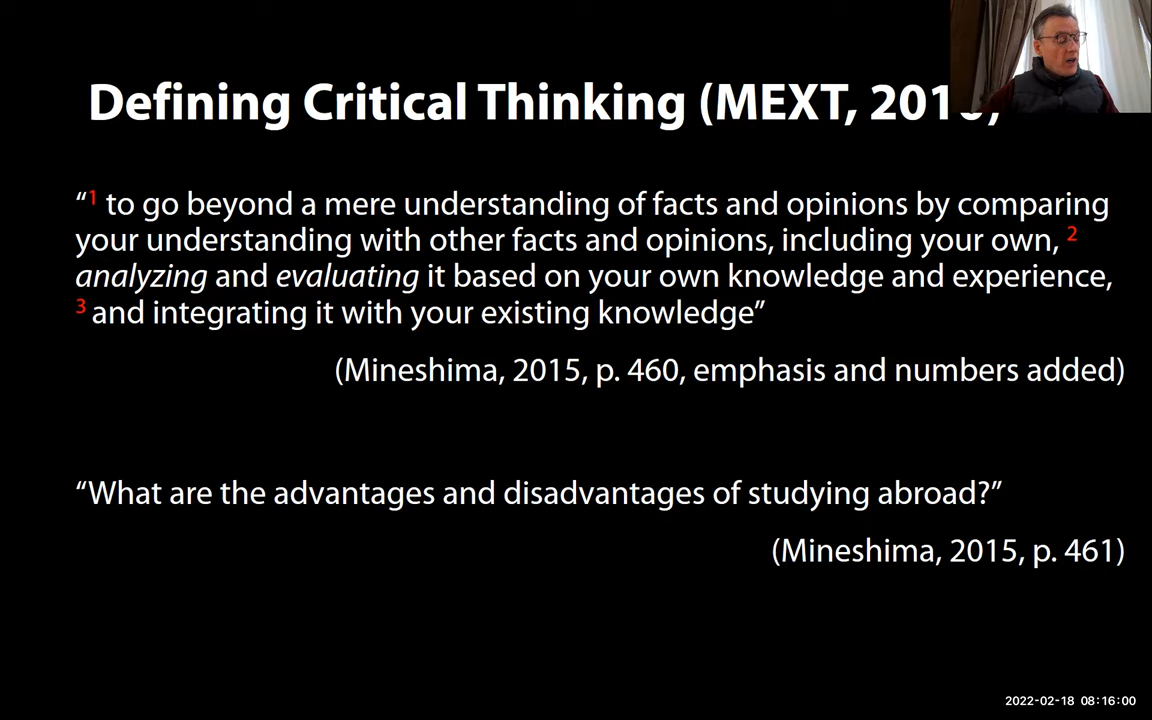 Defining Critical Thinking (MEXT,
“1 to go beyond a mere understanding of facts and opinions by comparing
your understanding with other facts and opinions, including your own, 2
analyzing and evaluating it based on your own knowledge and experience,
3 and integrating it with your existing knowledge”
(Mineshima, 2015, p. 460, emphasis and numbers added)
“What are the advantages and disadvantages of studying abroad?”
(Mineshima, 2015, p. 461)
2022-02-18 08:16:00